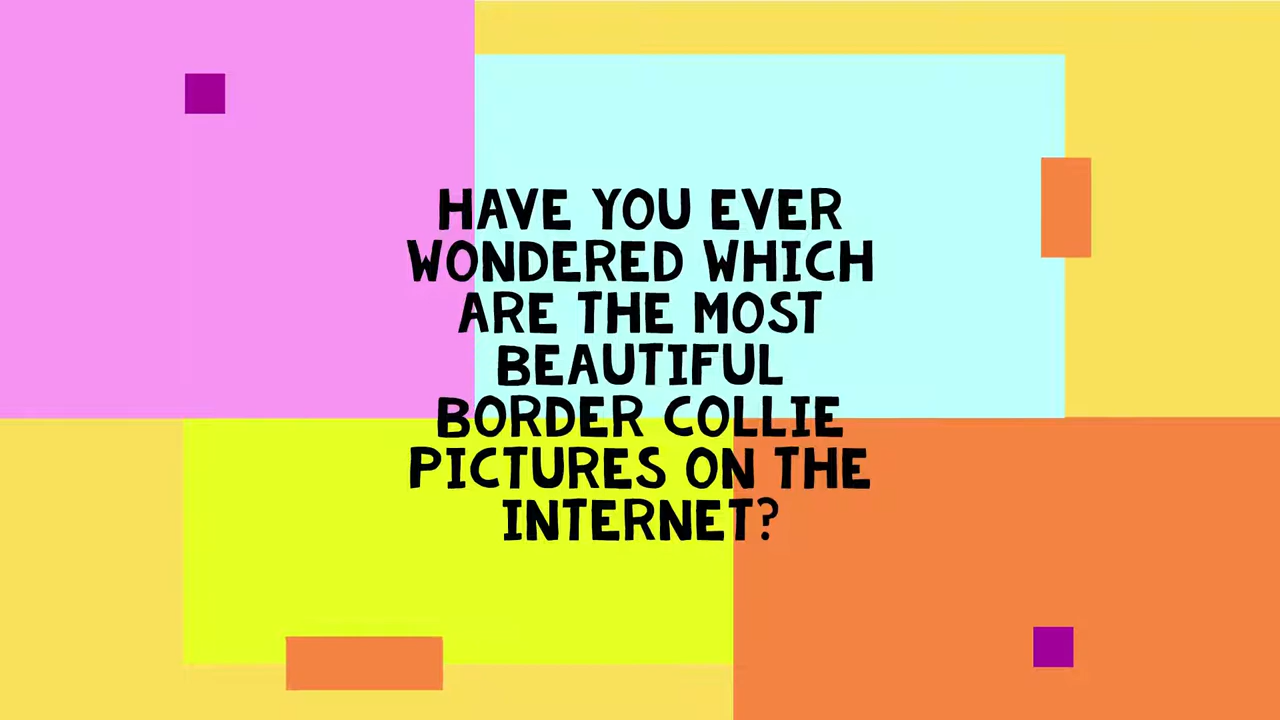 HAVE YOU EVER
WONDERED WHICH
ARE THE MOST
BEAUTIFUL
BORDER COLLIE
PICTURES ON THE
INTERNET?